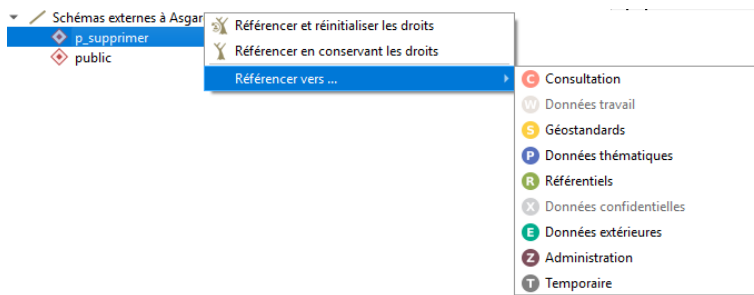 Schémas externes à Asgar
p_supprimer
public
Référencer et réinitialiser les droits
Référencer en conservant les droits
Référencer vers ...
C Consultation
W Données travail
S Géostandards
P Données thématiques
R Référentiels
X Données confidentielles
E Données extérieures
Z Administration
T Temporaire